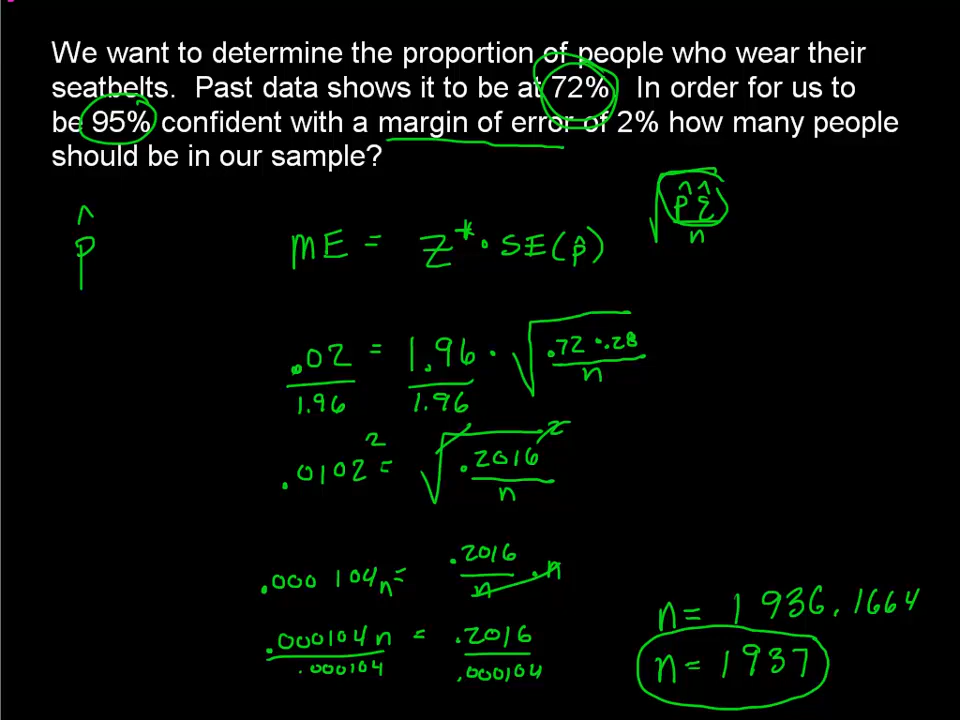 We want to determine the proportion of people who wear their
seatbelts. Past data shows it to be at 72% In order for us to
be 95% confident with a margin of error of 2% how many people
should be in our sample?
p̂
ME = Z* · SE(p̂)
√(p̂q̂/n)
.02/1.96 = 1.96/1.96 · √(.72 · .28/n)
.0102² = √(.2016/n)²
.000104n = .2016/n · n
.000104n/.000104 = .2016/.000104
n = 1936.1664
n = 1937